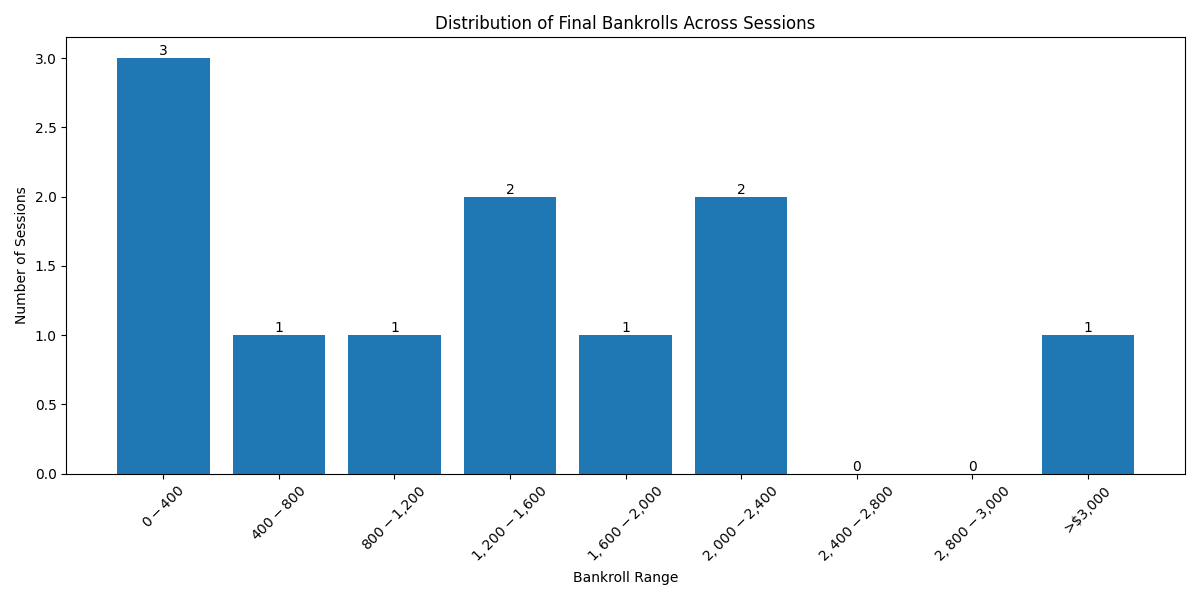 Distribution of Final Bankrolls Across Sessions
Number of Sessions
3.0
2.5
2.0
1.5
1.0
0.5
0.0
3
1
1
2
1
2
0
0
1
0 − 400
400 − 800
800 − 1,200
1,200 − 1,600
1,600 − 2,000
2,000 − 2,400
2,400 − 2,800
2,800 − 3,000
>$3,000
Bankroll Range